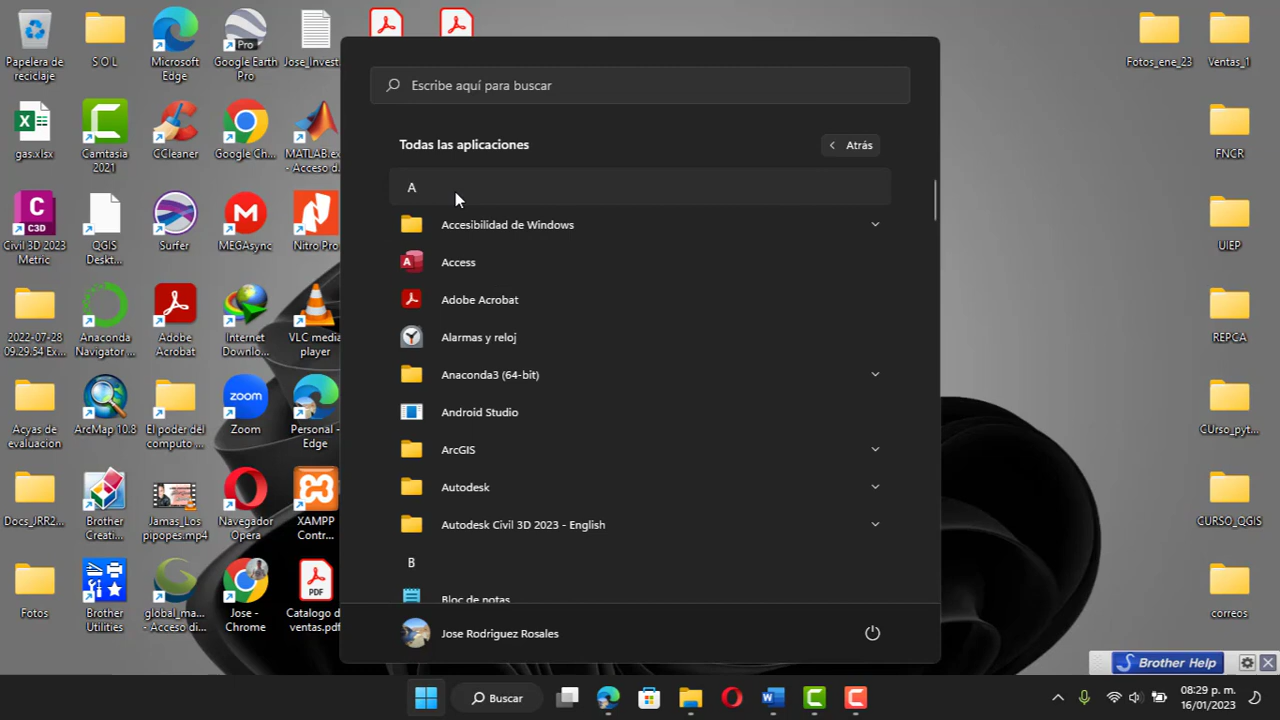 Papelera de
reciclaje
S O L
Microsoft
Edge
Google Earth
Pro
Jose_Invest.
Fotos_ene_23
Ventas_1
gas.xlsx
Camtasia
2021
CCleaner
Google Ch...
MATLAB.ex
- Acceso d
FNCR
Civil 3D 2023
Metric
QGIS
Deskt...
Surfer
MEGAsync
Nitro Pro
UIEP
2022-07-28
09.29.54 Ex...
Anaconda
Navigator ...
Adobe
Acrobat
Internet
Downlo...
VLC media
player
REPCA
Acyas de
evaluacion
ArcMap 10.8
El poder del
computo ...
Zoom
Personal -
Edge
CUrso_pyt...
Docs_JRR2...
Brother
Creati...
Jamas_Los
pipopes.mp4
Navegador
Opera
XAMPP
Contr...
CURSO_QGIS
Fotos
Brother
Utilities
global_ma...
- Acceso di...
Jose -
Chrome
Catalogo d
ventas.pdf
correos
Escribe aquí para buscar
Todas las aplicaciones
Atrás
A
Accesibilidad de Windows
Access
Adobe Acrobat
Alarmas y reloj
Anaconda3 (64-bit)
Android Studio
ArcGIS
Autodesk
Autodesk Civil 3D 2023 - English
B
Bloc de notas
Jose Rodriguez Rosales
Brother Help
Buscar
08:29 p. m.
16/01/2023